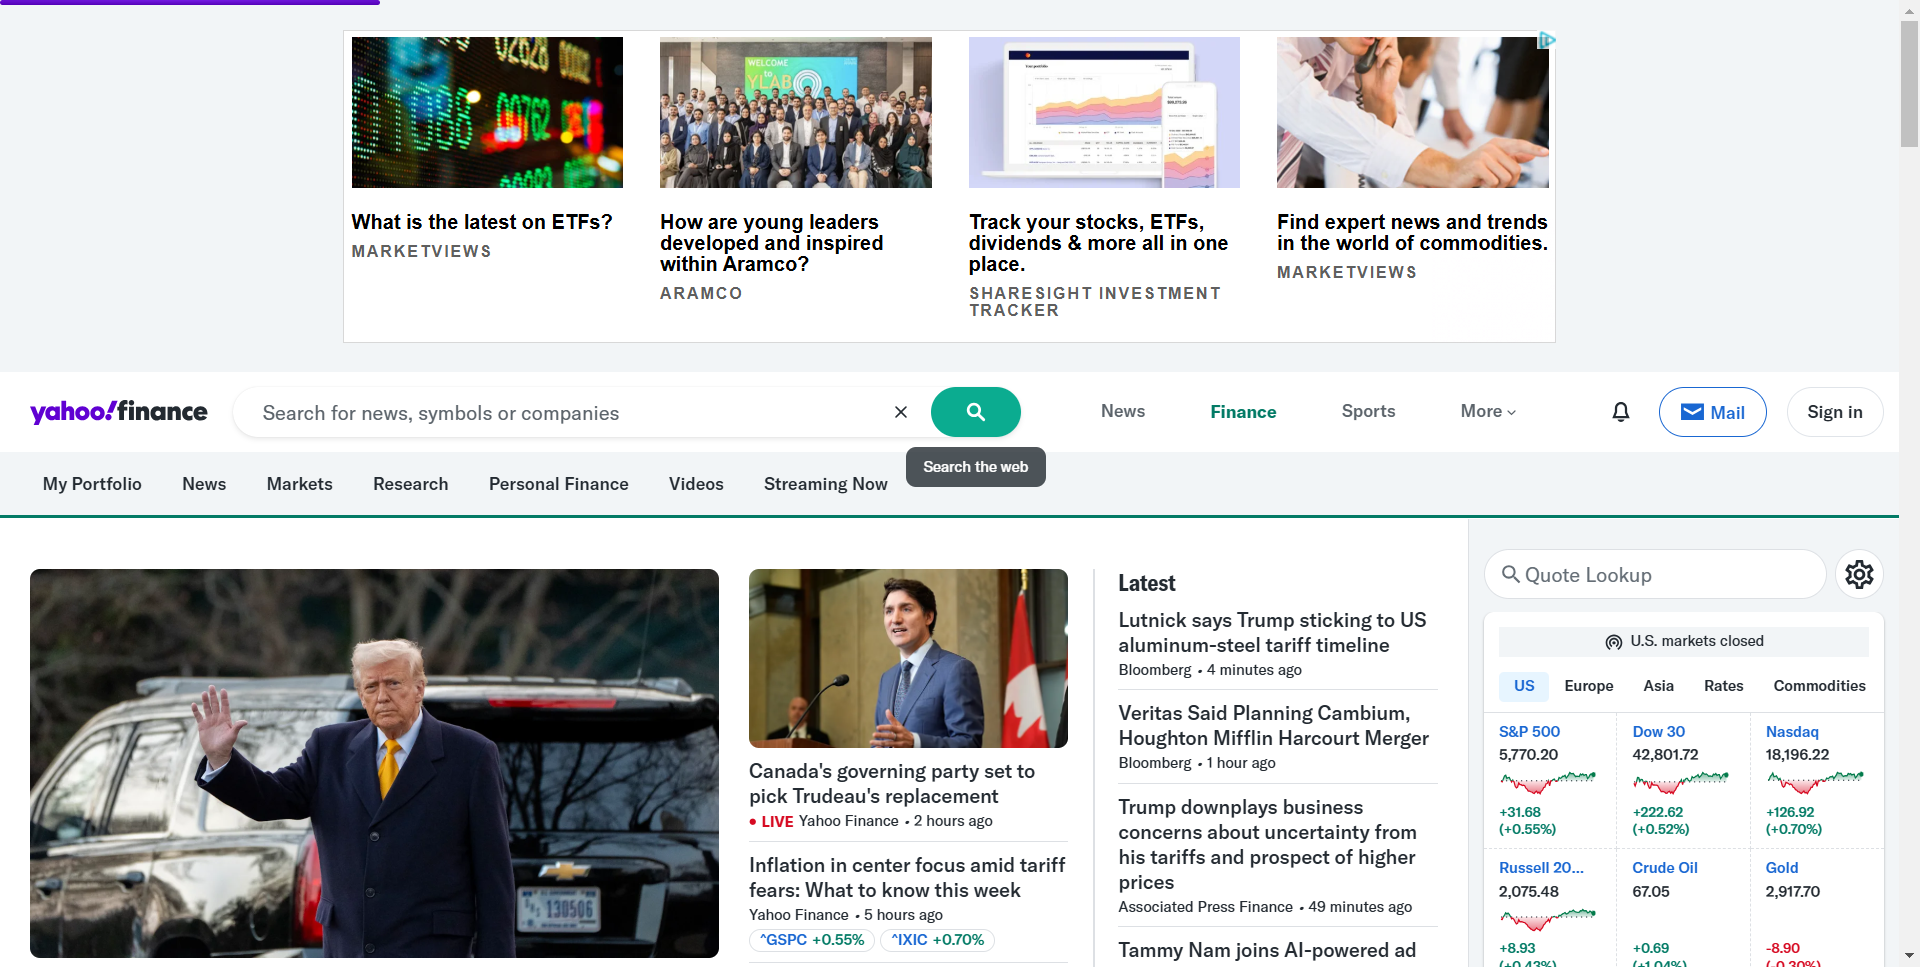 What is the latest on ETFs?
MARKETVIEWS
WELCOME
to
YLAB
How are young leaders
developed and inspired
within Aramco?
ARAMCO
Track your stocks, ETFs,
dividends & more all in one
place.
SHARESIGHT INVESTMENT
TRACKER
Find expert news and trends
in the world of commodities.
MARKETVIEWS
yahoo!finance
Search for news, symbols or companies
News
Finance
Sports
More
Mail
Sign in
Search the web
My Portfolio
News
Markets
Research
Personal Finance
Videos
Streaming Now
130506
Canada's governing party set to
pick Trudeau's replacement
• LIVE Yahoo Finance • 2 hours ago
Inflation in center focus amid tariff
fears: What to know this week
Yahoo Finance • 5 hours ago
^GSPC +0.55%
^IXIC +0.70%
Latest
Lutnick says Trump sticking to US
aluminum-steel tariff timeline
Bloomberg • 4 minutes ago
Veritas Said Planning Cambium,
Houghton Mifflin Harcourt Merger
Bloomberg • 1 hour ago
Trump downplays business
concerns about uncertainty from
his tariffs and prospect of higher
prices
Associated Press Finance • 49 minutes ago
Tammy Nam joins AI-powered ad
Quote Lookup
U.S. markets closed
US
Europe
Asia
Rates
Commodities
S&P 500
5,770.20
+31.68
(+0.55%)
Dow 30
42,801.72
+222.62
(+0.52%)
Nasdaq
18,196.22
+126.92
(+0.70%)
Russell 20...
2,075.48
+8.93
(+0.43%)
Crude Oil
67.05
+0.69
(+1.04%)
Gold
2,917.70
-8.90
(-0.30%)